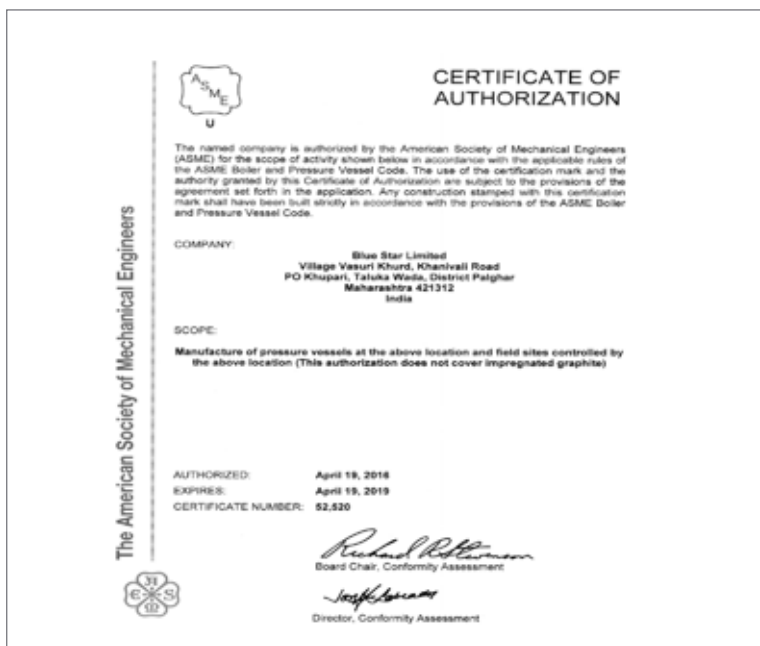 ASME
U
CERTIFICATE OF
AUTHORIZATION
The named company is authorized by the American Society of Mechanical Engineers
(ASME) for the scope of activity shown below in accordance with the applicable rules of
the ASME Boiler and Pressure Vessel Code. The use of the certification mark and the
authority granted by this Certificate of Authorization are subject to the provisions of the
agreement set forth in the application. Any construction stamped with this certification
mark shall have been built strictly in accordance with the provisions of the ASME Boiler
and Pressure Vessel Code.
COMPANY:
Blue Star Limited
Village Vasuri Khurd, Khanivali Road
PO Khupari, Taluka Wada, District Palghar
Maharashtra 421312
India
SCOPE:
Manufacture of pressure vessels at the above location and field sites controlled by
the above location (This authorization does not cover impregnated graphite)
AUTHORIZED: April 19, 2016
EXPIRES: April 19, 2019
CERTIFICATE NUMBER: 52,520
Board Chair, Conformity Assessment
Director, Conformity Assessment
The American Society of Mechanical Engineers